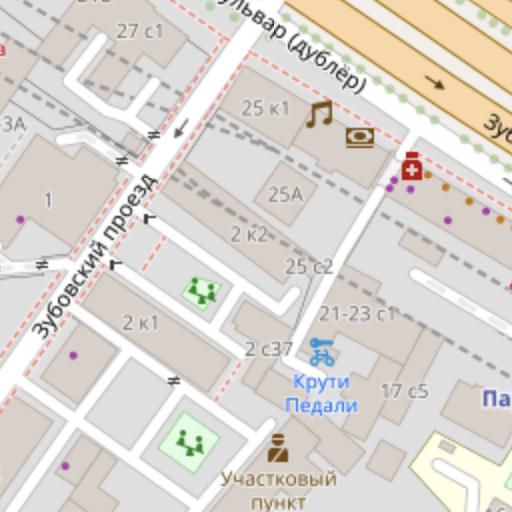 27 с1
ульвар (дублёр)
Зуб
25 к1
3А
25А
1
2 к2
Зубовский проезд
25 с2
21-23 с1
2 к1
2 с37
17 с5
Крути
Педали
Па
Участковый
пункт